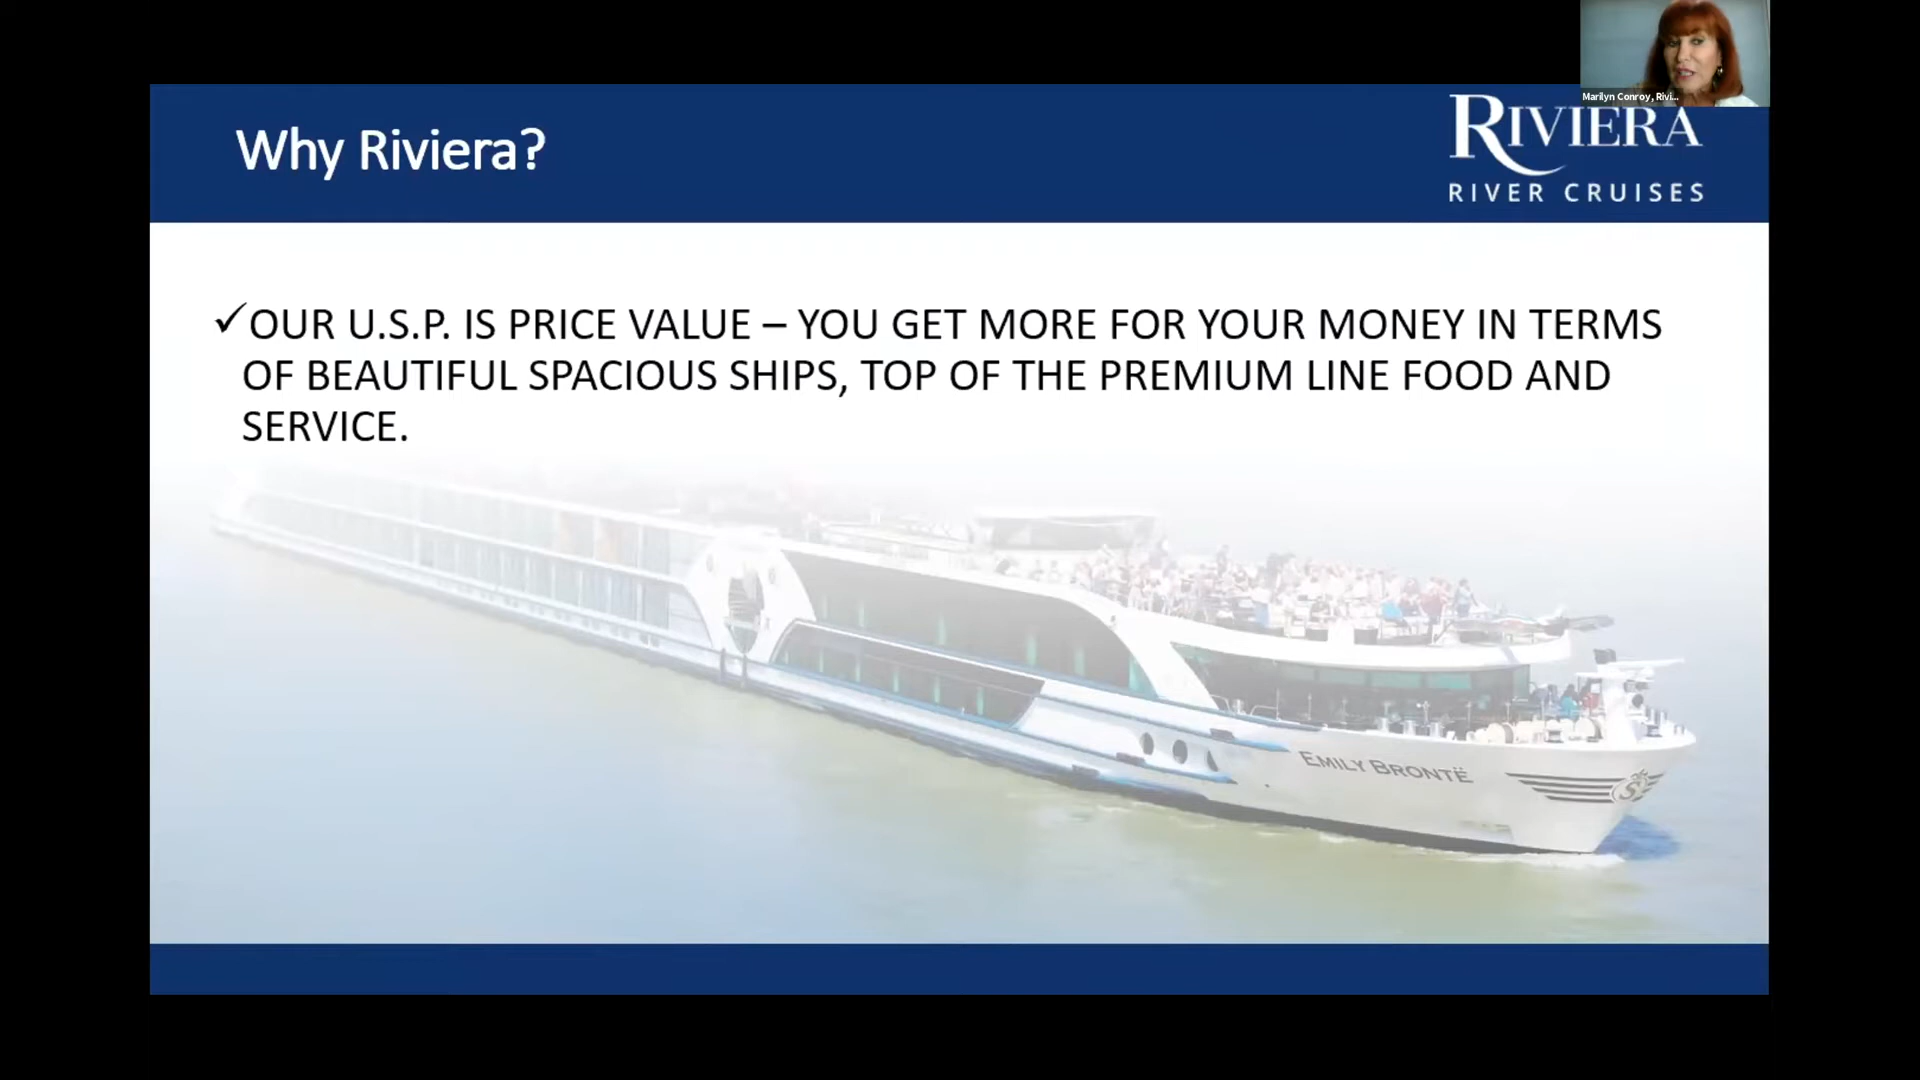 Marilyn Conroy, Rivi...
Why Riviera?
RIVIERA
RIVER CRUISES
✓OUR U.S.P. IS PRICE VALUE – YOU GET MORE FOR YOUR MONEY IN TERMS
OF BEAUTIFUL SPACIOUS SHIPS, TOP OF THE PREMIUM LINE FOOD AND
SERVICE.
EMILY BRONTË
S